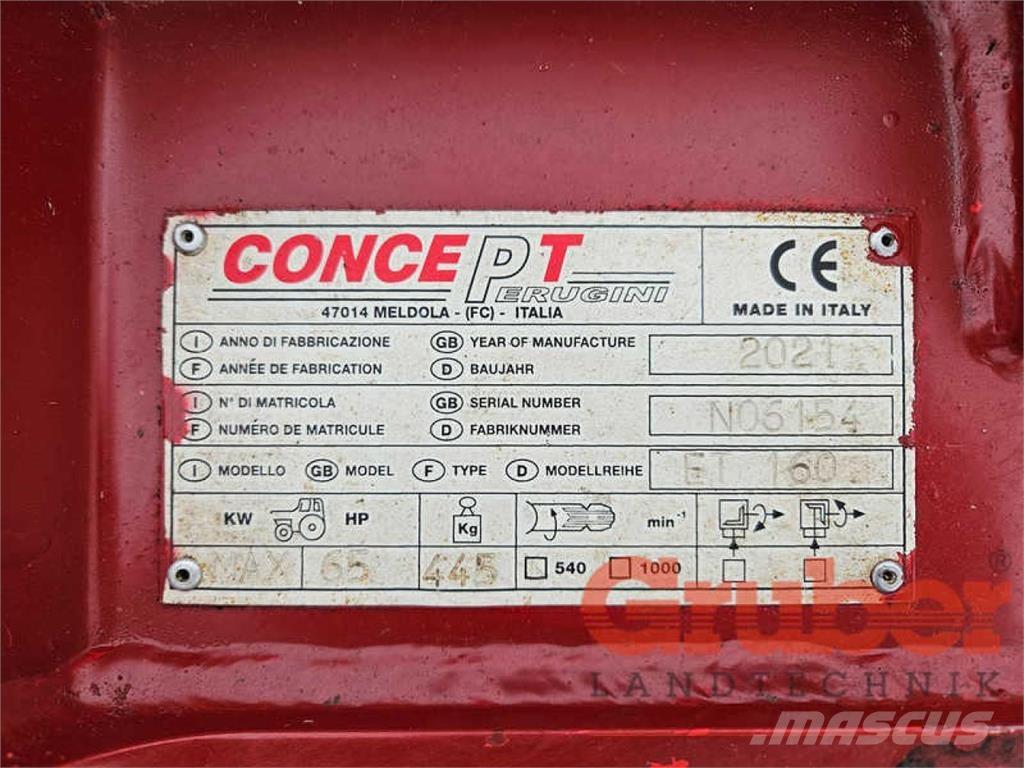 CONCEPT
PERUGINI
47014 MELDOLA - (FC) - ITALIA
CE
MADE IN ITALY
I ANNO DI FABBRICAZIONE GB YEAR OF MANUFACTURE 2021
F ANNÉE DE FABRICATION D BAUJAHR
I N° DI MATRICOLA GB SERIAL NUMBER N06154
F NUMÉRO DE MATRICULE D FABRIKNUMMER
I MODELLO GB MODEL F TYPE D MODELLREIHE ET 160
KW HP Kg min⁻¹
MAX 65 445 540 1000
Gruber®
LANDTECHNIK
mascus